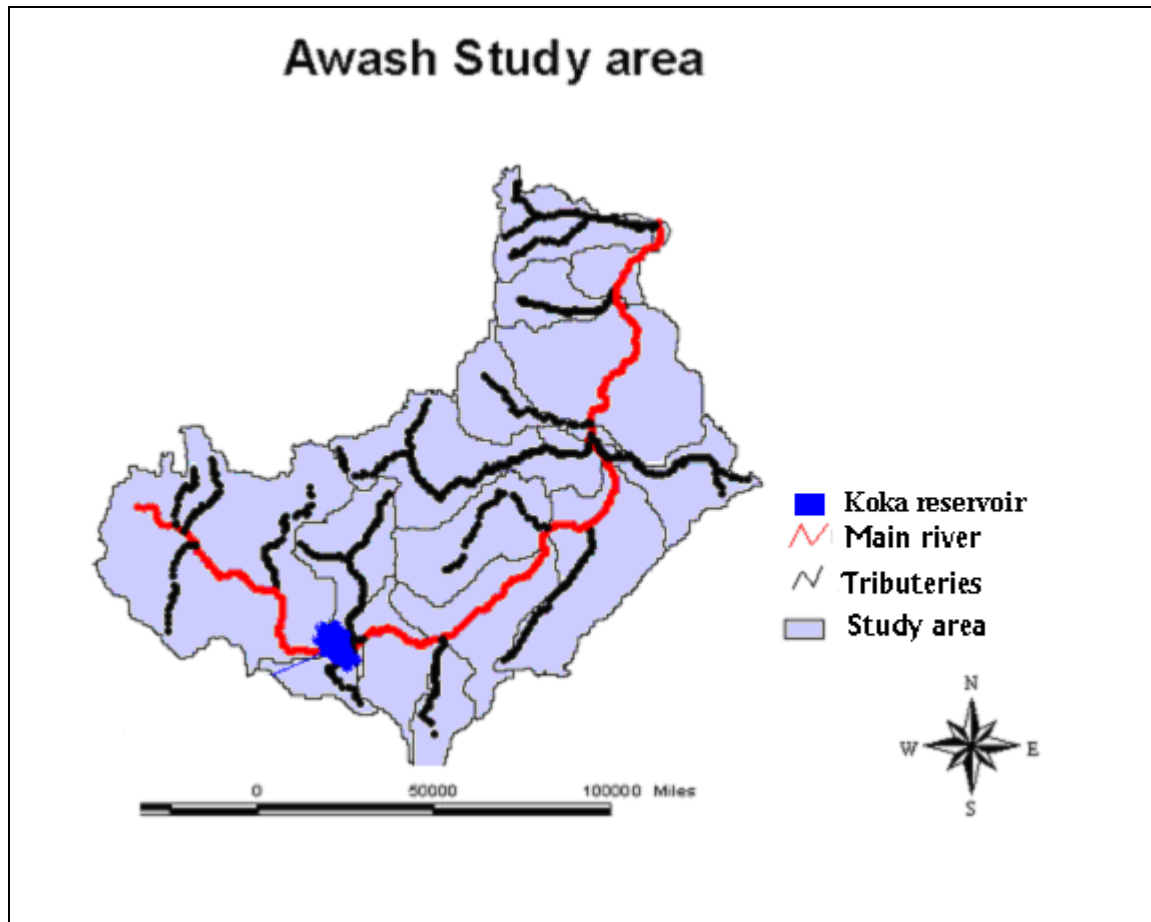 Awash Study area
Koka reservoir
Main river
Tributeries
Study area
N
W E
S
0 50000 100000 Miles